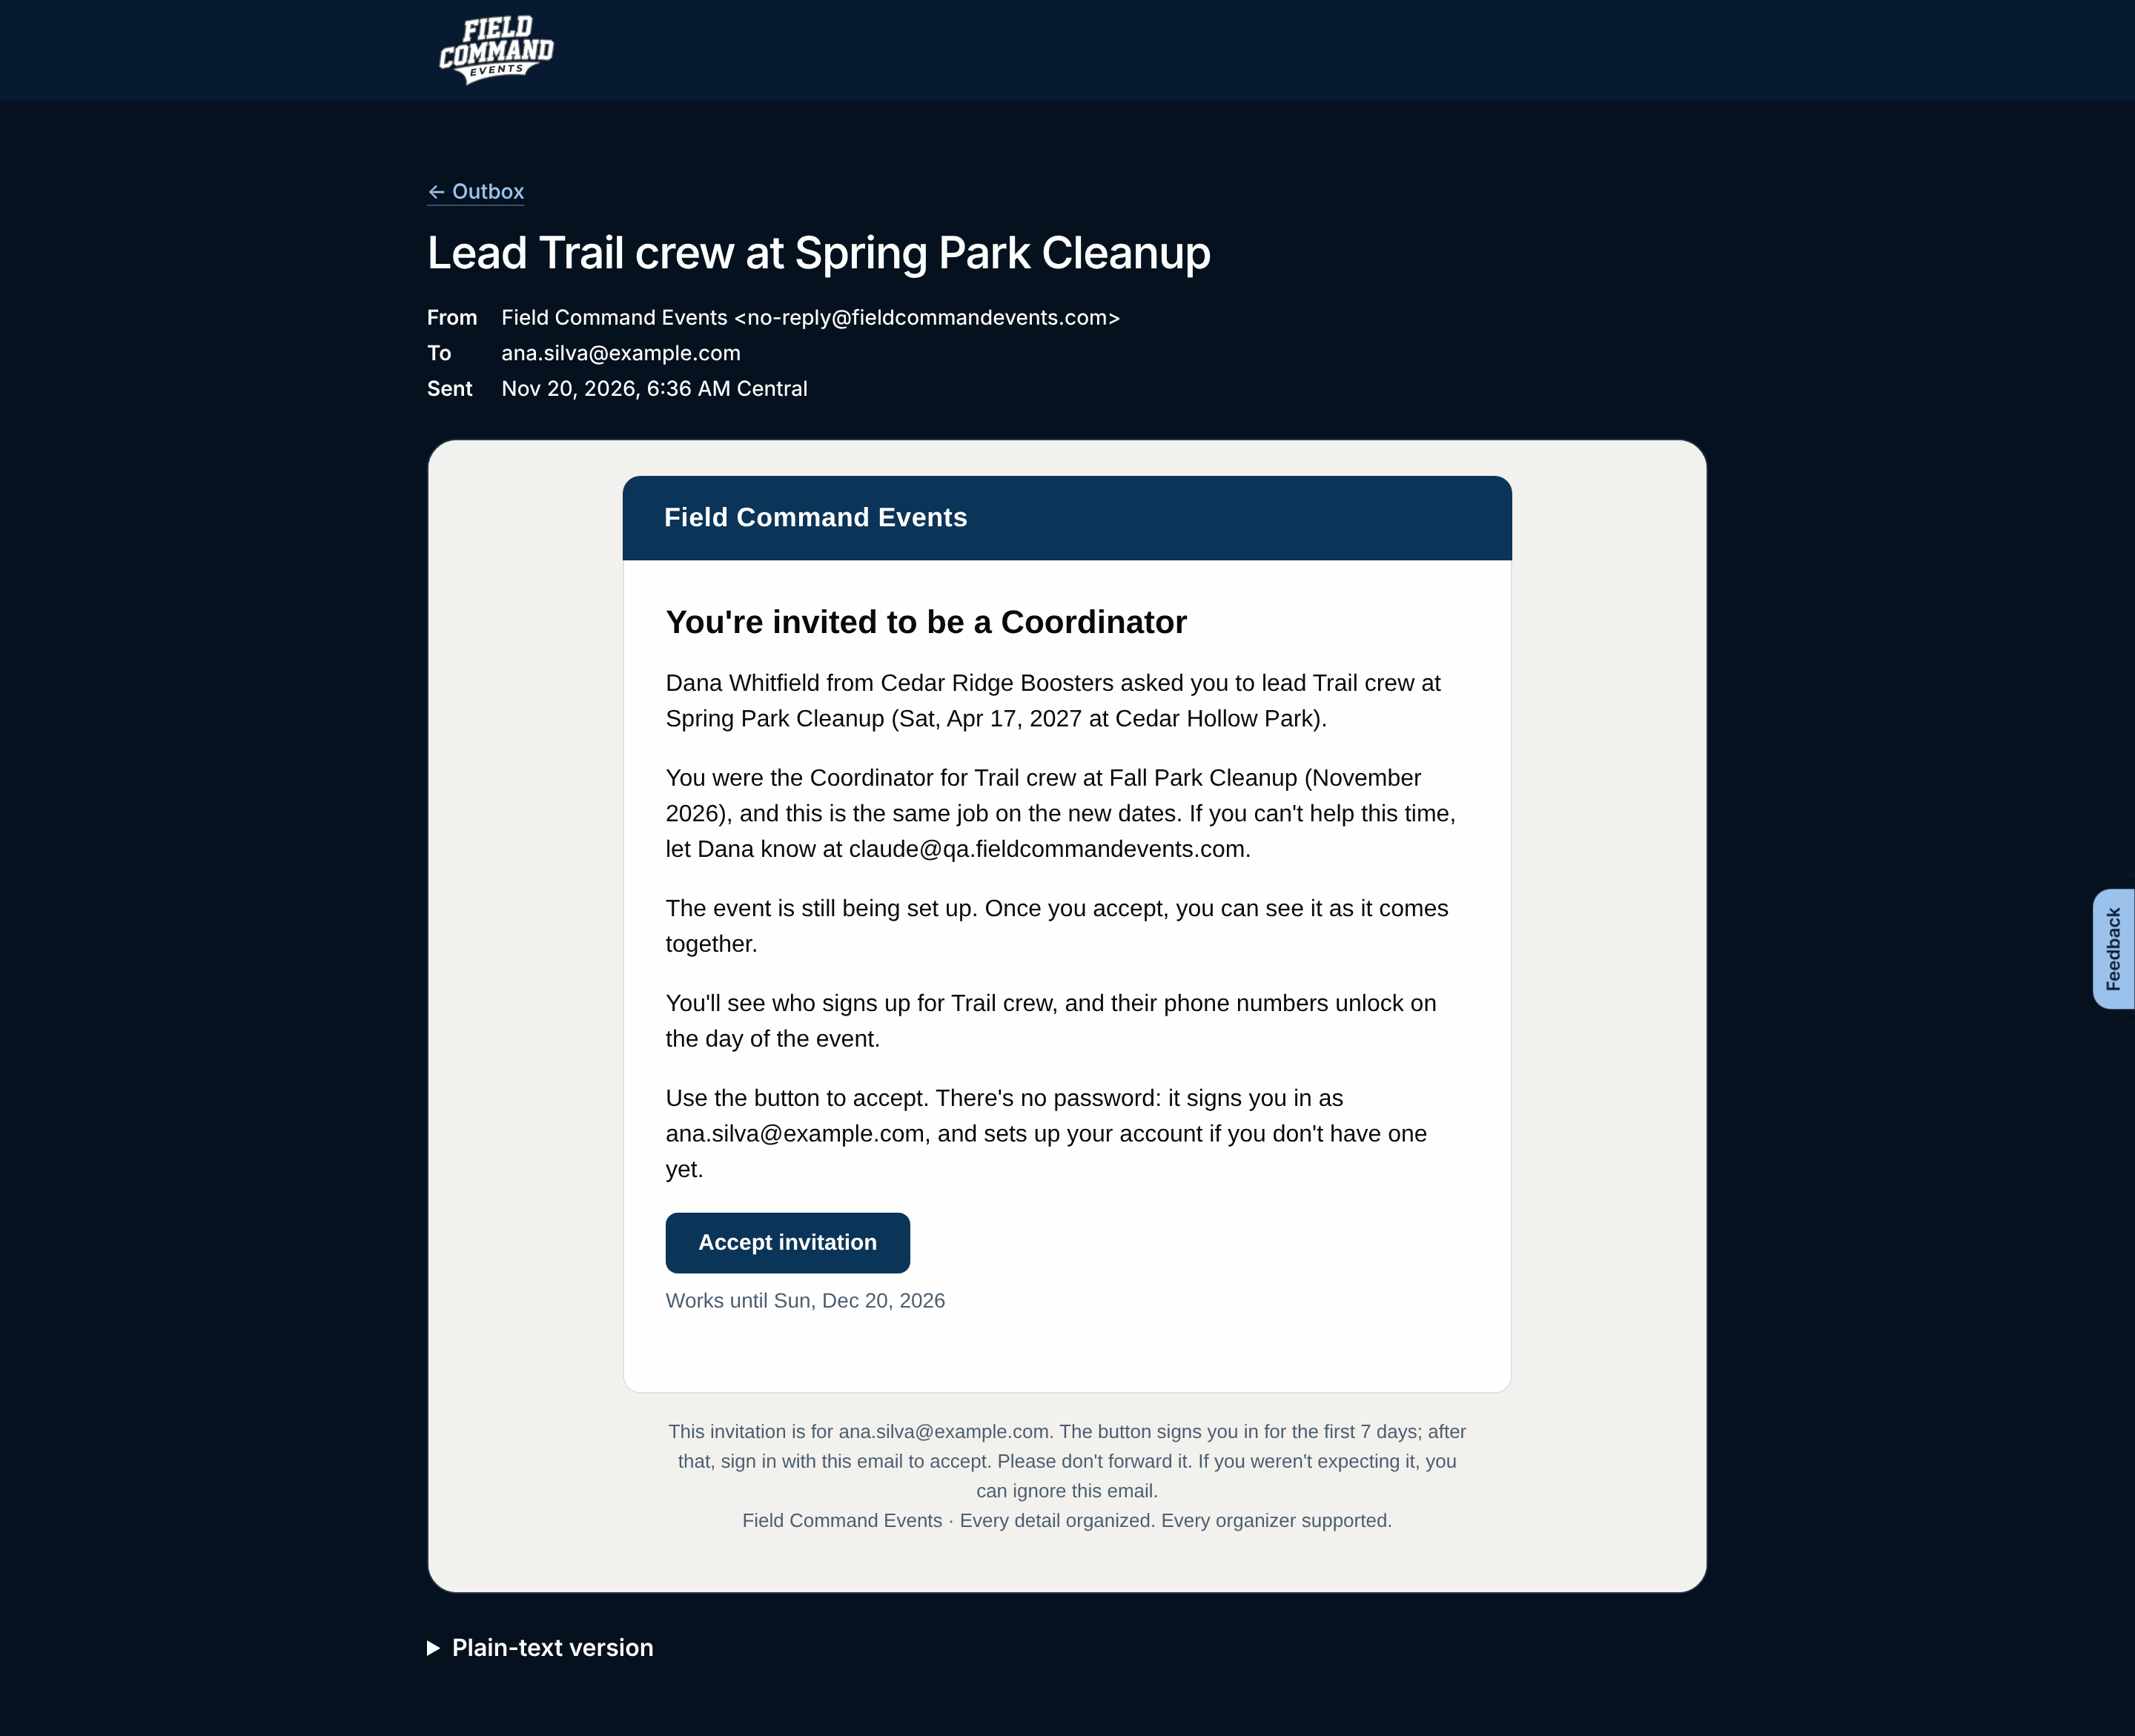 FIELD
COMMAND
EVENTS
← Outbox
Lead Trail crew at Spring Park Cleanup
From Field Command Events <no-reply@fieldcommandevents.com>
To ana.silva@example.com
Sent Nov 20, 2026, 6:36 AM Central
Field Command Events
You're invited to be a Coordinator
Dana Whitfield from Cedar Ridge Boosters asked you to lead Trail crew at
Spring Park Cleanup (Sat, Apr 17, 2027 at Cedar Hollow Park).
You were the Coordinator for Trail crew at Fall Park Cleanup (November
2026), and this is the same job on the new dates. If you can't help this time,
let Dana know at claude@qa.fieldcommandevents.com.
The event is still being set up. Once you accept, you can see it as it comes
together.
You'll see who signs up for Trail crew, and their phone numbers unlock on
the day of the event.
Use the button to accept. There's no password: it signs you in as
ana.silva@example.com, and sets up your account if you don't have one
yet.
Accept invitation
Works until Sun, Dec 20, 2026
This invitation is for ana.silva@example.com. The button signs you in for the first 7 days; after
that, sign in with this email to accept. Please don't forward it. If you weren't expecting it, you
can ignore this email.
Field Command Events · Every detail organized. Every organizer supported.
▶ Plain-text version
Feedback